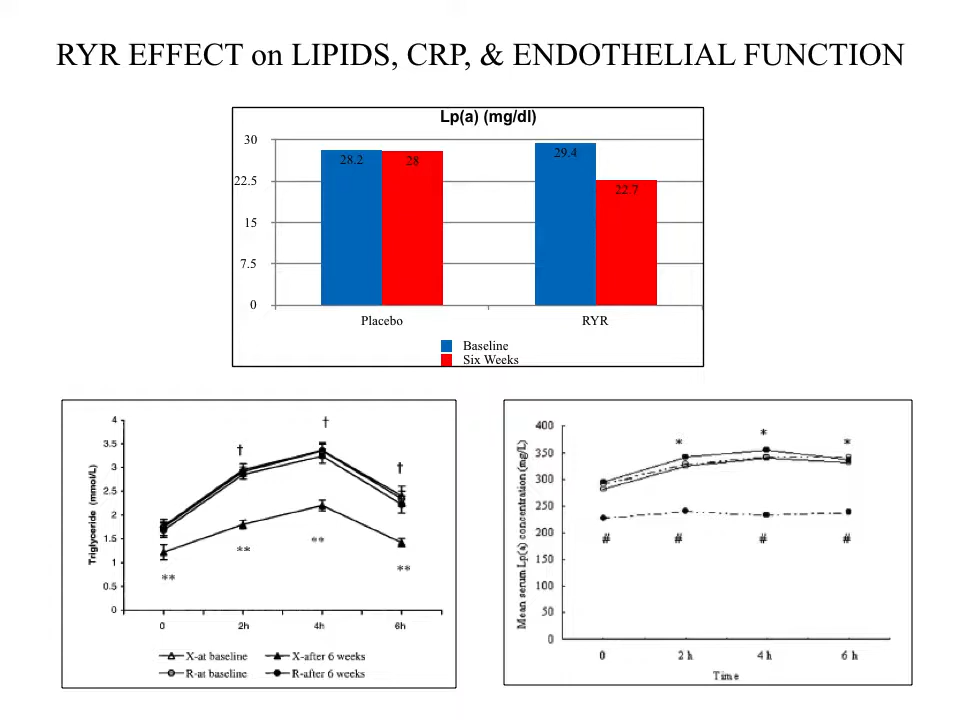 RYR EFFECT on LIPIDS, CRP, & ENDOTHELIAL FUNCTION
Lp(a) (mg/dl)
30
22.5
15
7.5
0
28.2
28
29.4
22.7
Placebo
RYR
Baseline
Six Weeks
Triglyceride (mmol/L)
4
3.5
3
2.5
2
1.5
1
0.5
0
†
†
†
**
**
**
**
0
2h
4h
6h
X-at baseline
X-after 6 weeks
R-at baseline
R-after 6 weeks
Mean serum Lp(a) concentration (mg/L)
400
350
300
250
200
150
100
50
0
*
*
*
#
#
#
#
0
2 h
4 h
6 h
Time